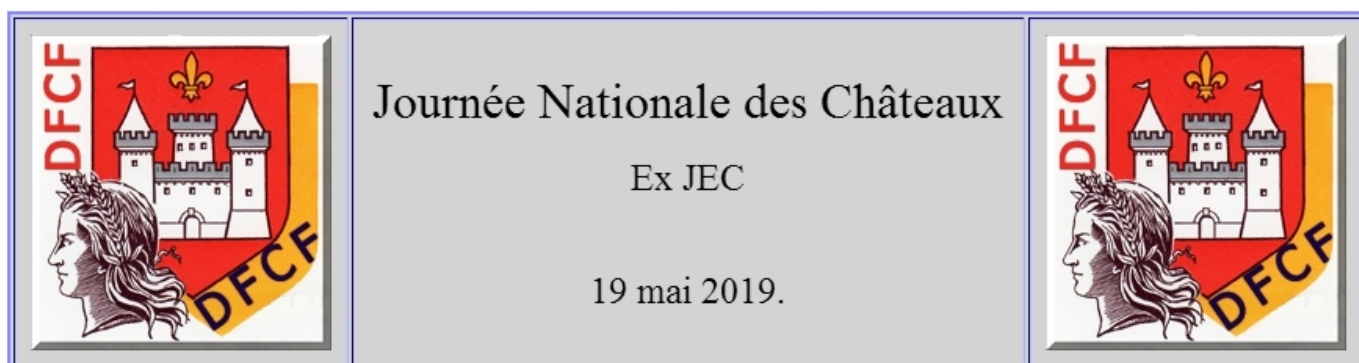 DFCF
DFCF
Journée Nationale des Châteaux
Ex JEC
19 mai 2019.
DFCF
DFCF